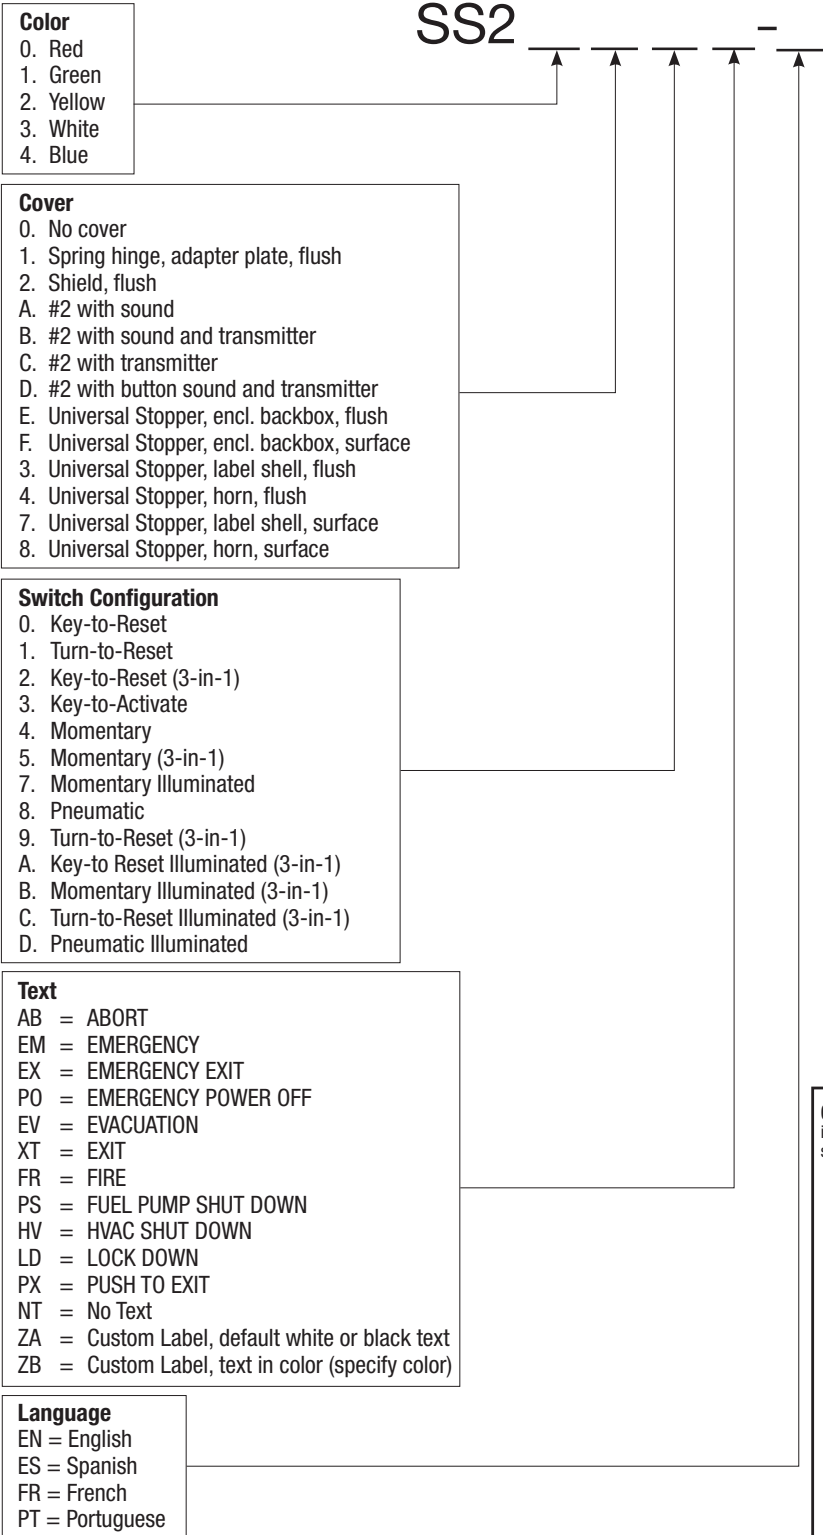 SS2 _ _ _ _ - _
Color
0. Red
1. Green
2. Yellow
3. White
4. Blue
Cover
0. No cover
1. Spring hinge, adapter plate, flush
2. Shield, flush
A. #2 with sound
B. #2 with sound and transmitter
C. #2 with transmitter
D. #2 with button sound and transmitter
E. Universal Stopper, encl. backbox, flush
F. Universal Stopper, encl. backbox, surface
3. Universal Stopper, label shell, flush
4. Universal Stopper, horn, flush
7. Universal Stopper, label shell, surface
8. Universal Stopper, horn, surface
Switch Configuration
0. Key-to-Reset
1. Turn-to-Reset
2. Key-to-Reset (3-in-1)
3. Key-to-Activate
4. Momentary
5. Momentary (3-in-1)
7. Momentary Illuminated
8. Pneumatic
9. Turn-to-Reset (3-in-1)
A. Key-to Reset Illuminated (3-in-1)
B. Momentary Illuminated (3-in-1)
C. Turn-to-Reset Illuminated (3-in-1)
D. Pneumatic Illuminated
Text
AB = ABORT
EM = EMERGENCY
EX = EMERGENCY EXIT
PO = EMERGENCY POWER OFF
EV = EVACUATION
XT = EXIT
FR = FIRE
PS = FUEL PUMP SHUT DOWN
HV = HVAC SHUT DOWN
LD = LOCK DOWN
PX = PUSH TO EXIT
NT = No Text
ZA = Custom Label, default white or black text
ZB = Custom Label, text in color (specify color)
Language
EN = English
ES = Spanish
FR = French
PT = Portuguese